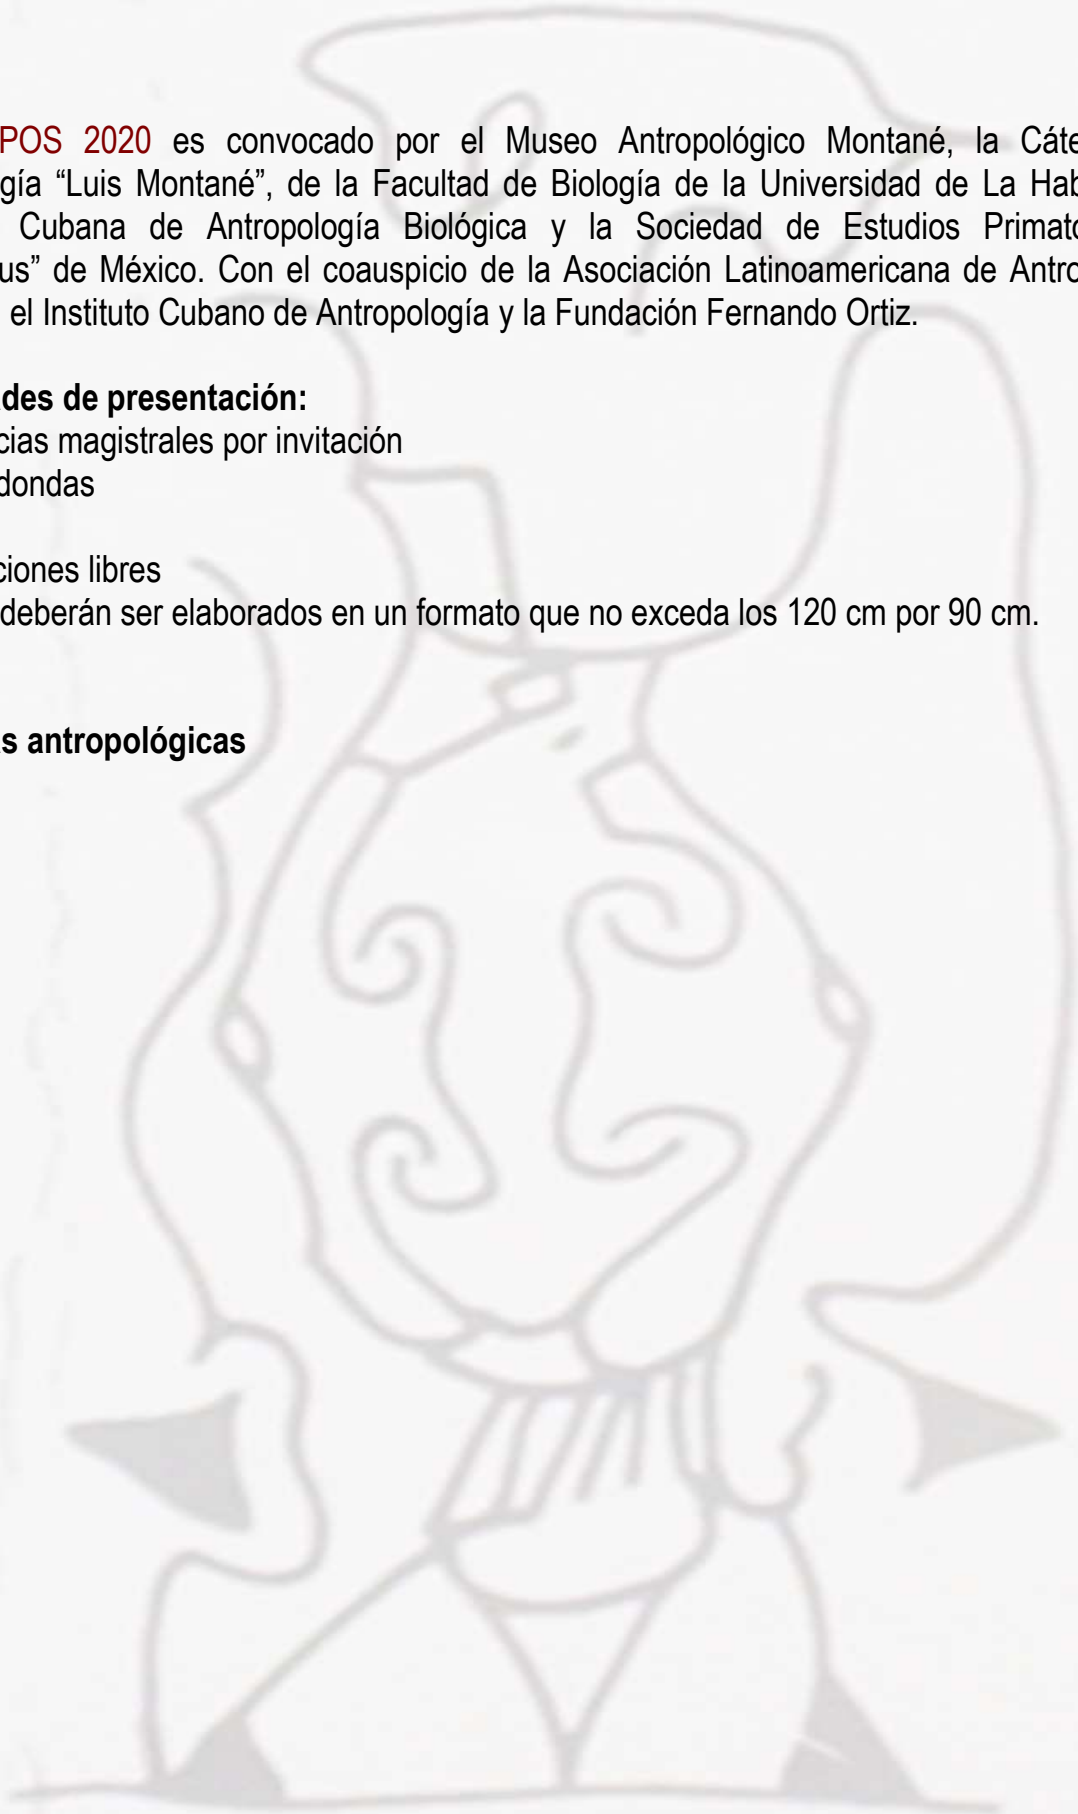 POS 2020 es convocado por el Museo Antropológico Montané, la Cáte
gía “Luis Montané”, de la Facultad de Biología de la Universidad de La Hab
Cubana de Antropología Biológica y la Sociedad de Estudios Primato
us” de México. Con el coauspicio de la Asociación Latinoamericana de Antro
el Instituto Cubano de Antropología y la Fundación Fernando Ortiz.
ades de presentación:
cias magistrales por invitación
dondas
ciones libres
deberán ser elaborados en un formato que no exceda los 120 cm por 90 cm.
s antropológicas